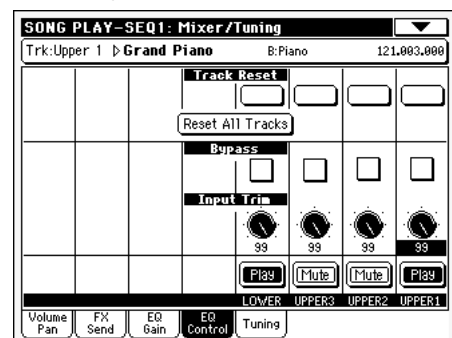 SONG PLAY-SEQ1: Mixer/Tuning
Trk:Upper 1 Grand Piano B:Piano 121.003.000
Track Reset
Reset All Tracks
Bypass
Input Trim
99 99 99 99
Play Mute Mute Play
LOWER UPPER3 UPPER2 UPPER1
Volume Pan FX Send EQ Gain EQ Control Tuning